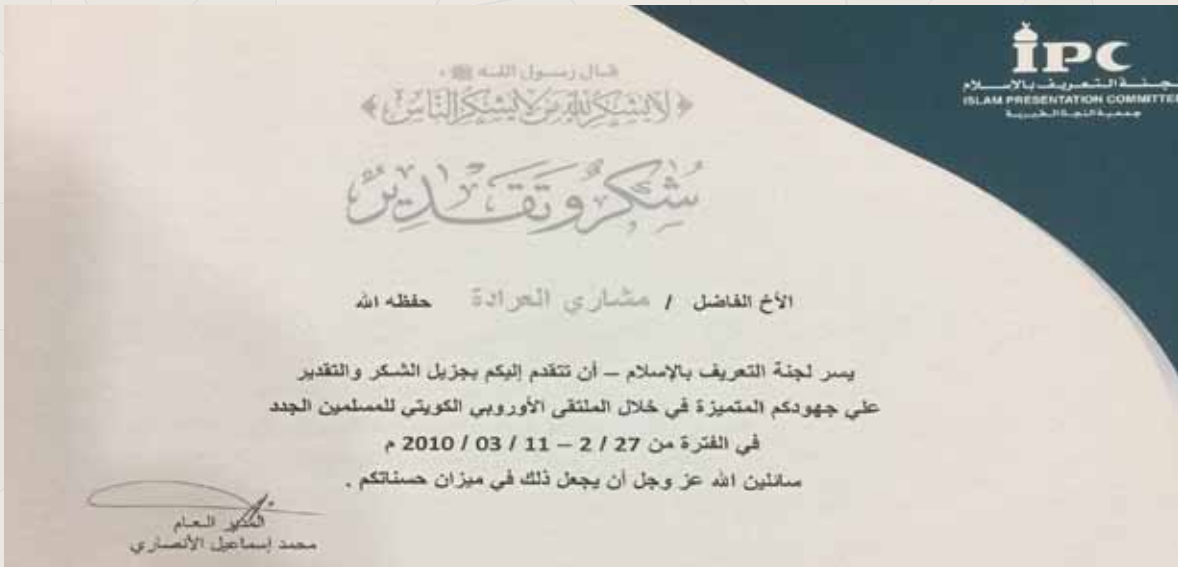 IPC
لجنة التعريف بالإسلام
ISLAM PRESENTATION COMMITTEE
جمعية النجاة الخيرية
قال رسول الله ﷺ :
﴿ لا يشكر الله من لا يشكر الناس ﴾
شكر وتقدير
الأخ الفاضل / مشاري العرادة حفظه الله
يسر لجنة التعريف بالإسلام – أن تتقدم إليكم بجزيل الشكر والتقدير
علي جهودكم المتميزة في خلال الملتقى الأوروبي الكويتي للمسلمين الجدد
في الفترة من 27 / 2 – 11 / 03 / 2010 م
سائلين الله عز وجل أن يجعل ذلك في ميزان حسناتكم .
المدير العام
محمد إسماعيل الأنصاري